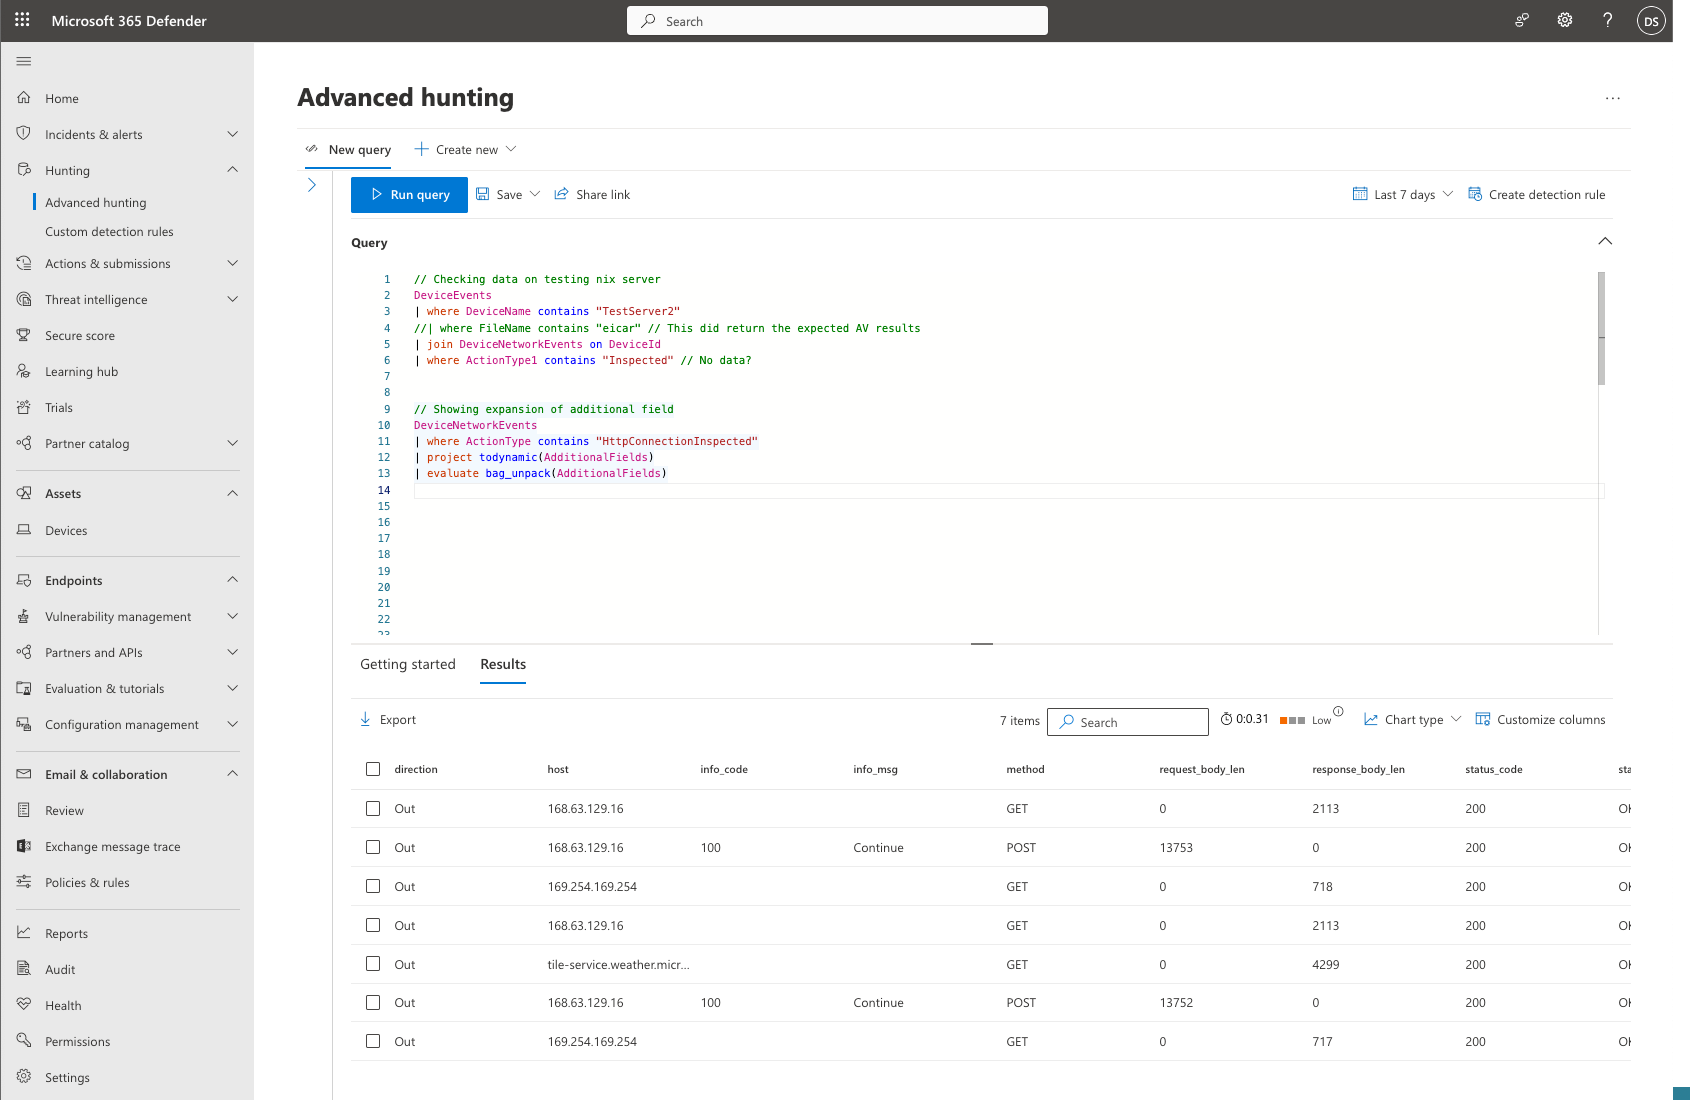 Microsoft 365 Defender
Search
DS
Home
Incidents & alerts
Hunting
Advanced hunting
Custom detection rules
Actions & submissions
Threat intelligence
Secure score
Learning hub
Trials
Partner catalog
Assets
Devices
Endpoints
Vulnerability management
Partners and APIs
Evaluation & tutorials
Configuration management
Email & collaboration
Review
Exchange message trace
Policies & rules
Reports
Audit
Health
Permissions
Settings
Advanced hunting
New query Create new
Run query Save Share link Last 7 days Create detection rule
Query
1 // Checking data on testing nix server
2 DeviceEvents
3 | where DeviceName contains "TestServer2"
4 //| where FileName contains "eicar" // This did return the expected AV results
5 | join DeviceNetworkEvents on DeviceId
6 | where ActionType1 contains "Inspected" // No data?
7
8
9 // Showing expansion of additional field
10 DeviceNetworkEvents
11 | where ActionType contains "HttpConnectionInspected"
12 | project todynamic(AdditionalFields)
13 | evaluate bag_unpack(AdditionalFields)
14
15
16
17
18
19
20
21
22
23
Getting started Results
Export 7 items Search 0:0.31 Low Chart type Customize columns
direction host info_code info_msg method request_body_len response_body_len status_code sta
Out 168.63.129.16 GET 0 2113 200 OK
Out 168.63.129.16 100 Continue POST 13753 0 200 OK
Out 169.254.169.254 GET 0 718 200 OK
Out 168.63.129.16 GET 0 2113 200 OK
Out tile-service.weather.micr... GET 0 4299 200 OK
Out 168.63.129.16 100 Continue POST 13752 0 200 OK
Out 169.254.169.254 GET 0 717 200 OK